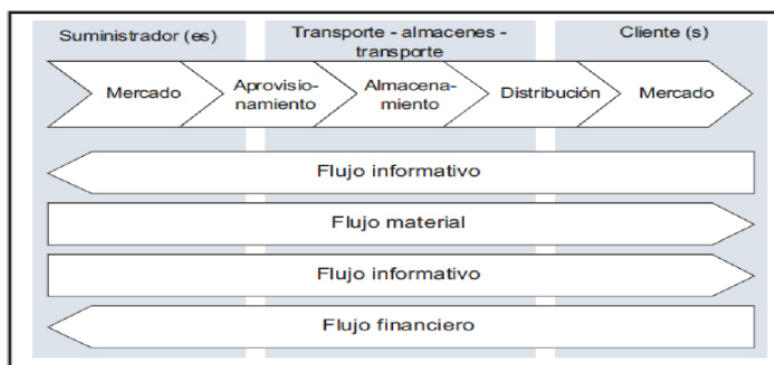 Suministrador (es)
Transporte - almacenes -
transporte
Cliente (s)
Mercado
Aprovisio-
namiento
Almacena-
miento
Distribución
Mercado
Flujo informativo
Flujo material
Flujo informativo
Flujo financiero